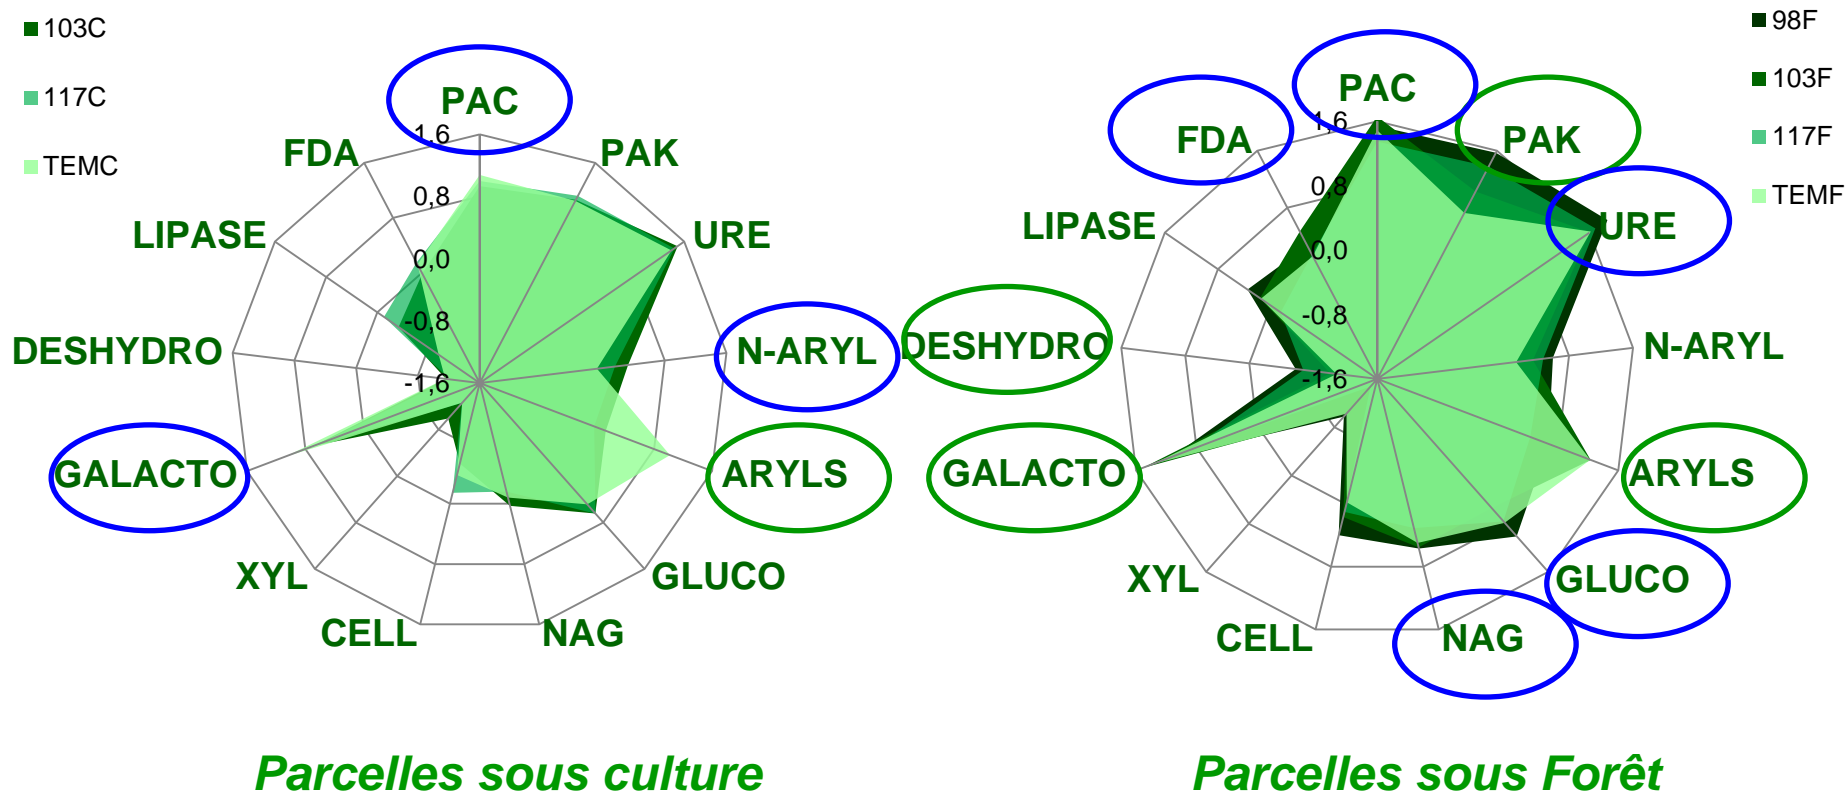 103C
117C
TEMC
PAC
PAK
URE
N-ARYL
ARYLS
GLUCO
NAG
CELL
XYL
GALACTO
DESHYDRO
LIPASE
FDA
1,6
0,8
0,0
-0,8
-1,6
Parcelles sous culture
98F
103F
117F
TEMF
PAC
PAK
URE
N-ARYL
ARYLS
GLUCO
NAG
CELL
XYL
GALACTO
DESHYDRO
LIPASE
FDA
1,6
0,8
0,0
-0,8
-1,6
Parcelles sous Forêt